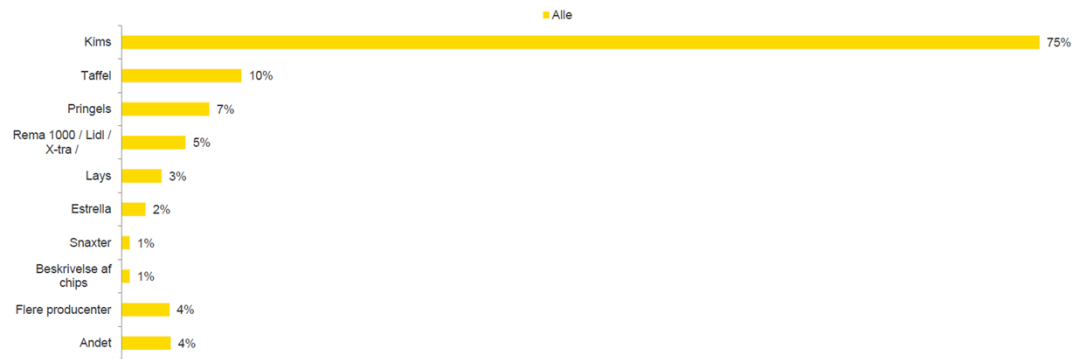 Alle
Kims 75%
Taffel 10%
Pringels 7%
Rema 1000 / Lidl /
X-tra / 5%
Lays 3%
Estrella 2%
Snaxter 1%
Beskrivelse af
chips 1%
Flere producenter 4%
Andet 4%